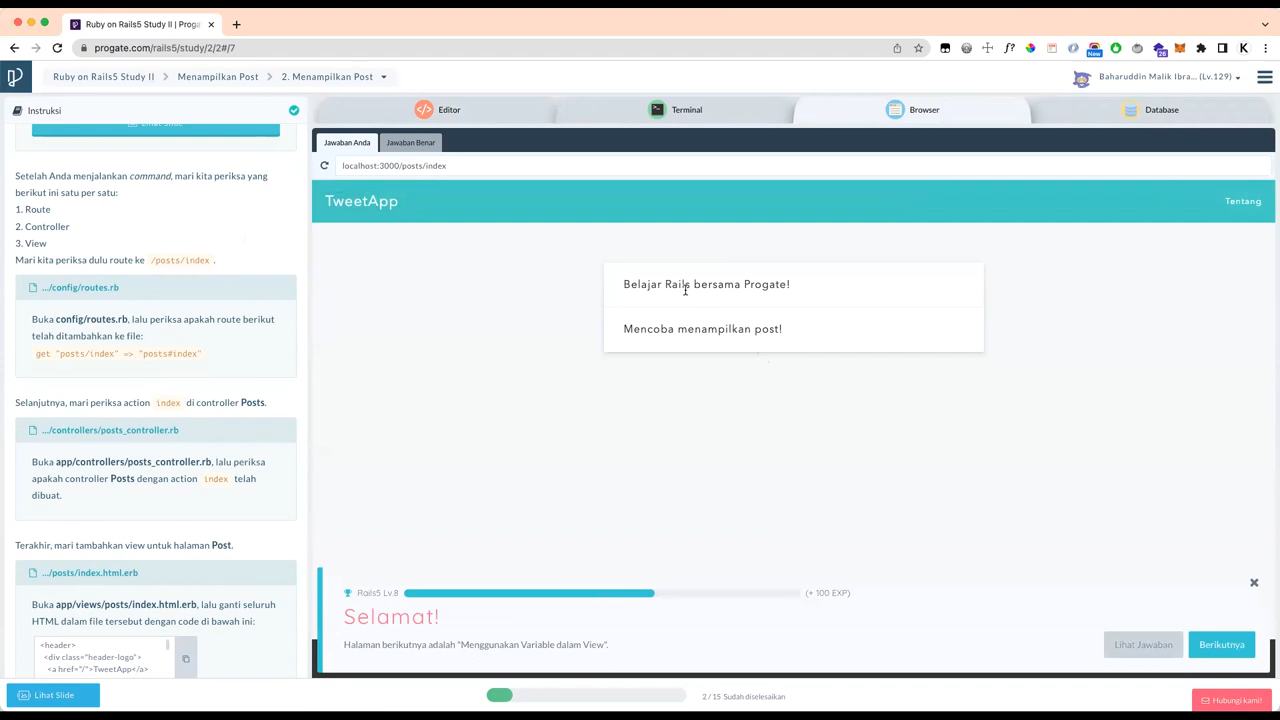 Ruby on Rails5 Study II | Proga
progate.com/rails5/study/2/2#/7
New
26
K
Ruby on Rails5 Study II
Menampilkan Post
2. Menampilkan Post
Baharuddin Malik Ibra... (Lv.129)
Instruksi
Editor
Terminal
Browser
Database
Lihat Slide
Setelah Anda menjalankan command, mari kita periksa yang
berikut ini satu per satu:
1. Route
2. Controller
3. View
Mari kita periksa dulu route ke /posts/index .
.../config/routes.rb
Buka config/routes.rb, lalu periksa apakah route berikut
telah ditambahkan ke file:
get "posts/index" => "posts#index"
Selanjutnya, mari periksa action index di controller Posts.
.../controllers/posts_controller.rb
Buka app/controllers/posts_controller.rb, lalu periksa
apakah controller Posts dengan action index telah
dibuat.
Terakhir, mari tambahkan view untuk halaman Post.
.../posts/index.html.erb
Buka app/views/posts/index.html.erb, lalu ganti seluruh
HTML dalam file tersebut dengan code di bawah ini:
<header>
<div class="header-logo">
<a href="/">TweetApp</a>
Jawaban Anda
Jawaban Benar
localhost:3000/posts/index
TweetApp
Tentang
Belajar Rails bersama Progate!
Mencoba menampilkan post!
Rails5 Lv.8
(+ 100 EXP)
Selamat!
Halaman berikutnya adalah “Menggunakan Variable dalam View”.
Lihat Jawaban
Berikutnya
Lihat Slide
2 / 15 Sudah diselesaikan
Hubungi kami!